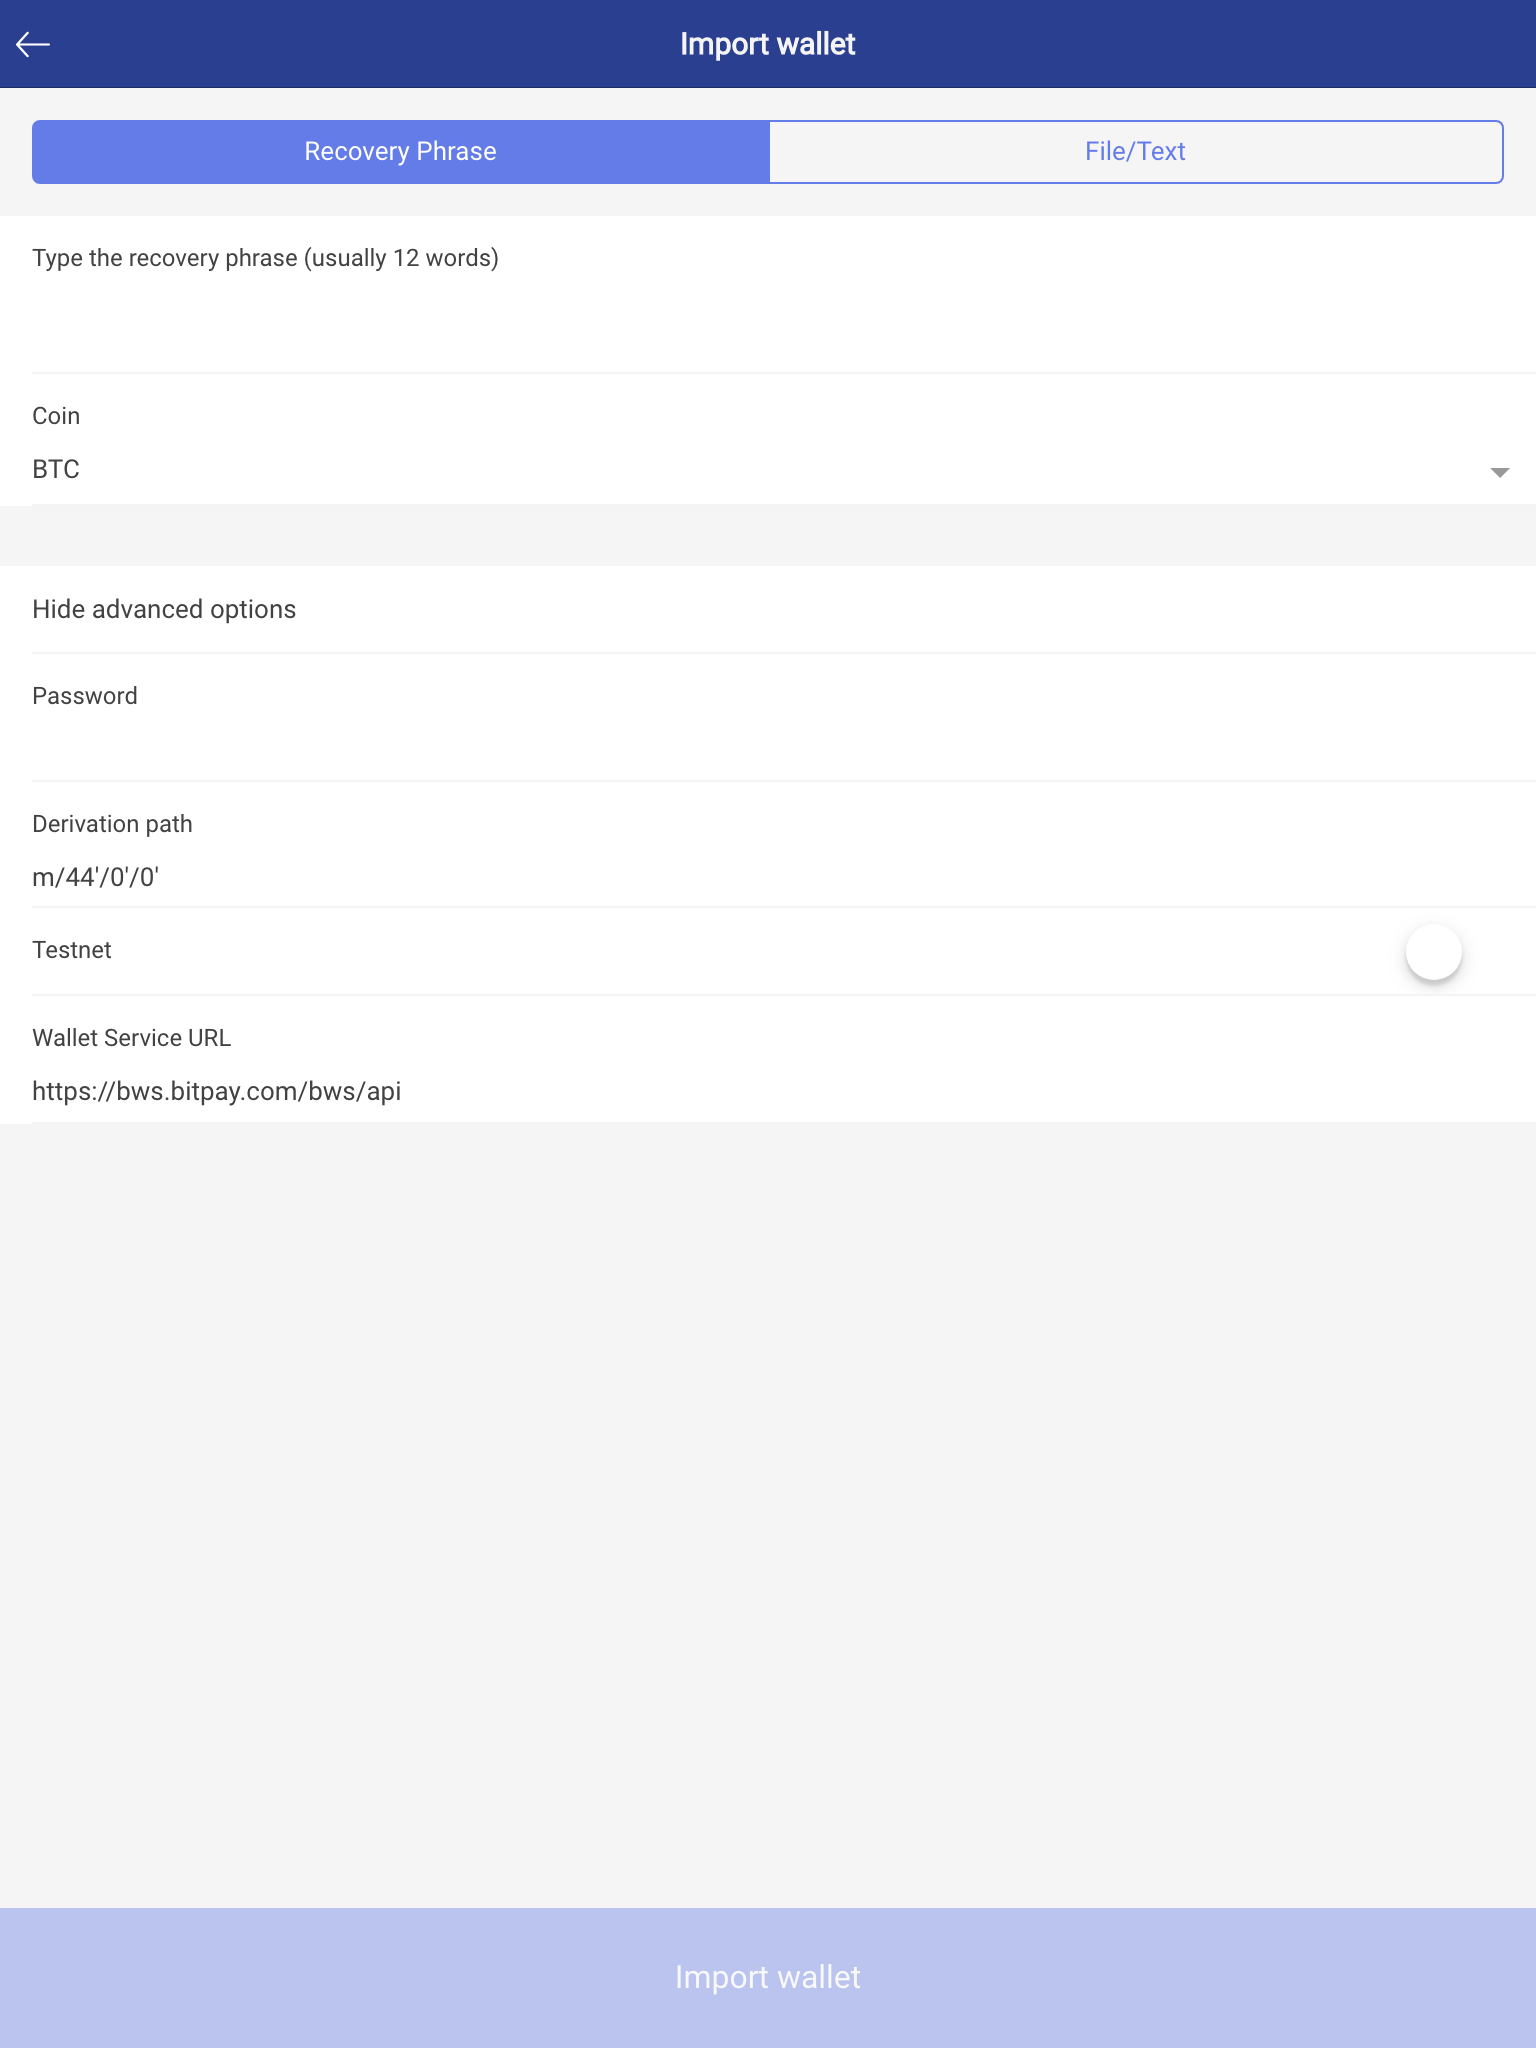 Import wallet
Recovery Phrase
File/Text
Type the recovery phrase (usually 12 words)
Coin
BTC
Hide advanced options
Password
Derivation path
m/44'/0'/0'
Testnet
Wallet Service URL
https://bws.bitpay.com/bws/api
Import wallet